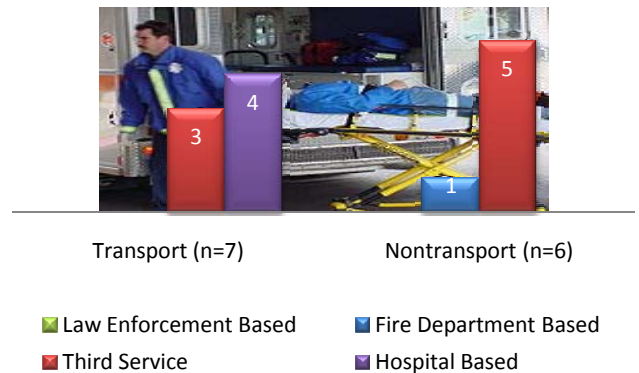 5
4
3
1
Transport (n=7) Nontransport (n=6)
Law Enforcement Based Fire Department Based
Third Service Hospital Based